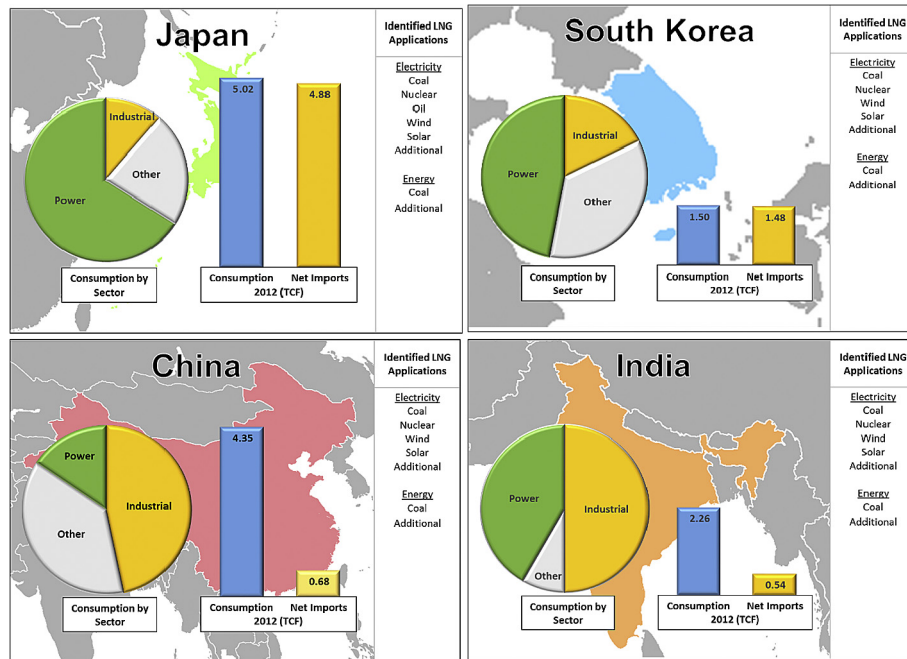 Japan
Identified LNG
Applications
Electricity
Coal
Nuclear
Oil
Wind
Solar
Additional
Energy
Coal
Additional
5.02
4.88
Industrial
Other
Power
Consumption by
Sector
Consumption Net Imports
2012 (TCF)
South Korea
Identified LNG
Applications
Electricity
Coal
Nuclear
Wind
Solar
Additional
Energy
Coal
Additional
Industrial
Power
Other
1.50
1.48
Consumption by
Sector
Consumption Net Imports
2012 (TCF)
China
Identified LNG
Applications
Electricity
Coal
Nuclear
Wind
Solar
Additional
Energy
Coal
Additional
4.35
Power
Industrial
Other
0.68
Consumption by
Sector
Consumption Net Imports
2012 (TCF)
India
Identified LNG
Applications
Electricity
Coal
Nuclear
Wind
Solar
Additional
Energy
Coal
Additional
Power
Industrial
Other
2.26
0.54
Consumption by
Sector
Consumption Net Imports
2012 (TCF)